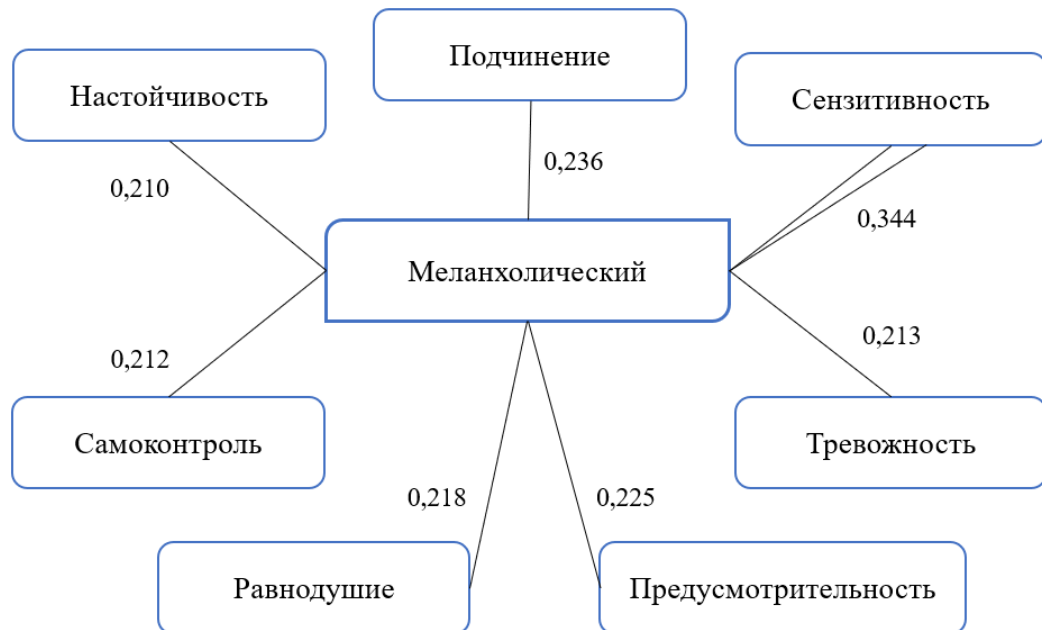 Подчинение
Настойчивость
Сензитивность
0,236
0,210
0,344
Меланхолический
0,212
0,213
Самоконтроль
Тревожность
0,218
0,225
Равнодушие
Предусмотрительность